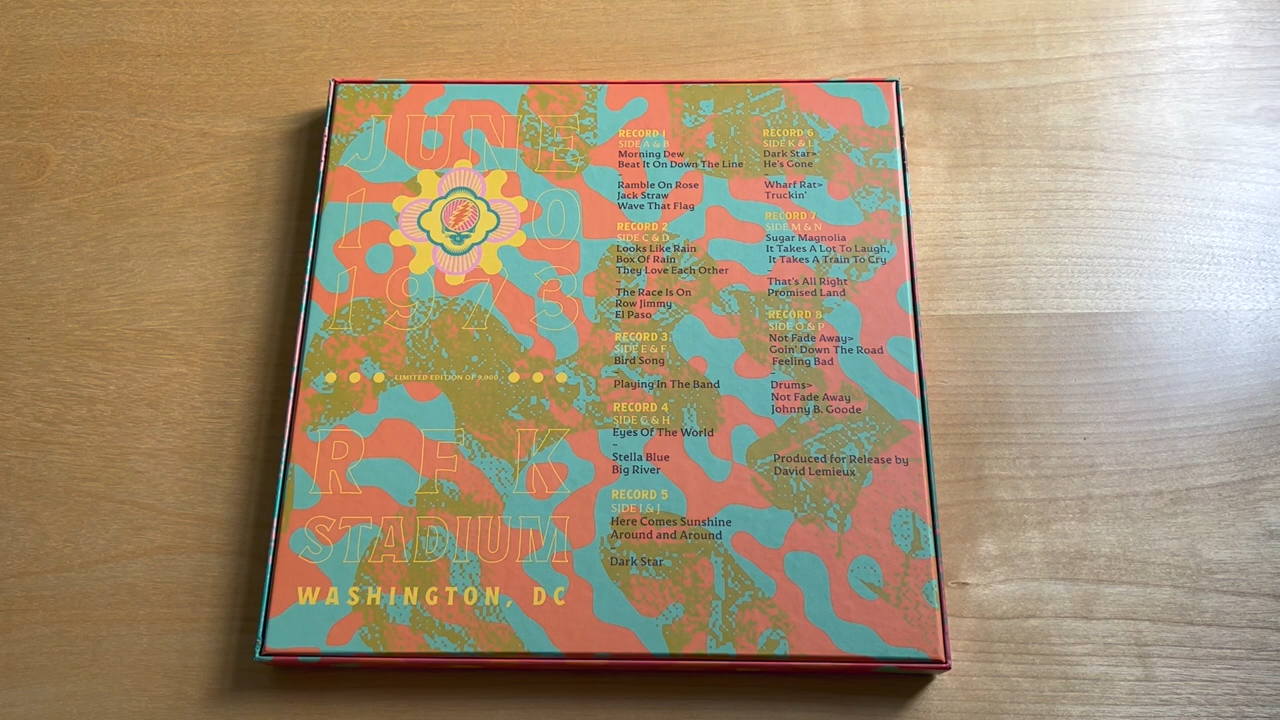 JUNE
10
1973
LIMITED EDITION OF 9,000
RFK
STADIUM
WASHINGTON, DC
RECORD 1
SIDE A & B
Morning Dew
Beat It On Down The Line
–
Ramble On Rose
Jack Straw
Wave That Flag
RECORD 2
SIDE C & D
Looks Like Rain
Box Of Rain
They Love Each Other
–
The Race Is On
Row Jimmy
El Paso
RECORD 3
SIDE E & F
Bird Song
–
Playing In The Band
RECORD 4
SIDE G & H
Eyes Of The World
–
Stella Blue
Big River
RECORD 5
SIDE I & J
Here Comes Sunshine
Around and Around
–
Dark Star
RECORD 6
SIDE K & L
Dark Star>
He's Gone
–
Wharf Rat>
Truckin'
RECORD 7
SIDE M & N
Sugar Magnolia
It Takes A Lot To Laugh,
It Takes A Train To Cry
–
That's All Right
Promised Land
RECORD 8
SIDE O & P
Not Fade Away>
Goin' Down The Road
Feeling Bad
–
Drums>
Not Fade Away
Johnny B. Goode
Produced for Release by
David Lemieux